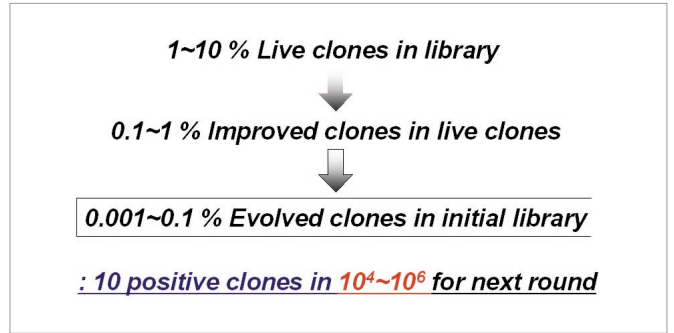 1~10 % Live clones in library
0.1~1 % Improved clones in live clones
0.001~0.1 % Evolved clones in initial library
: 10 positive clones in 10⁴~10⁶ for next round